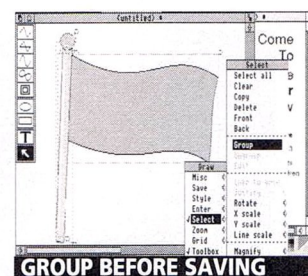 (untitled) *
Come
To
Select
Select all
Clear
Copy
Delete
Front
Back
Group
Rotate
X scale
Y scale
Line scale
Magnify
Draw
Misc
Save
Style
Enter
Select
Zoom
Grid
Toolbox
T
GROUP BEFORE SAVING